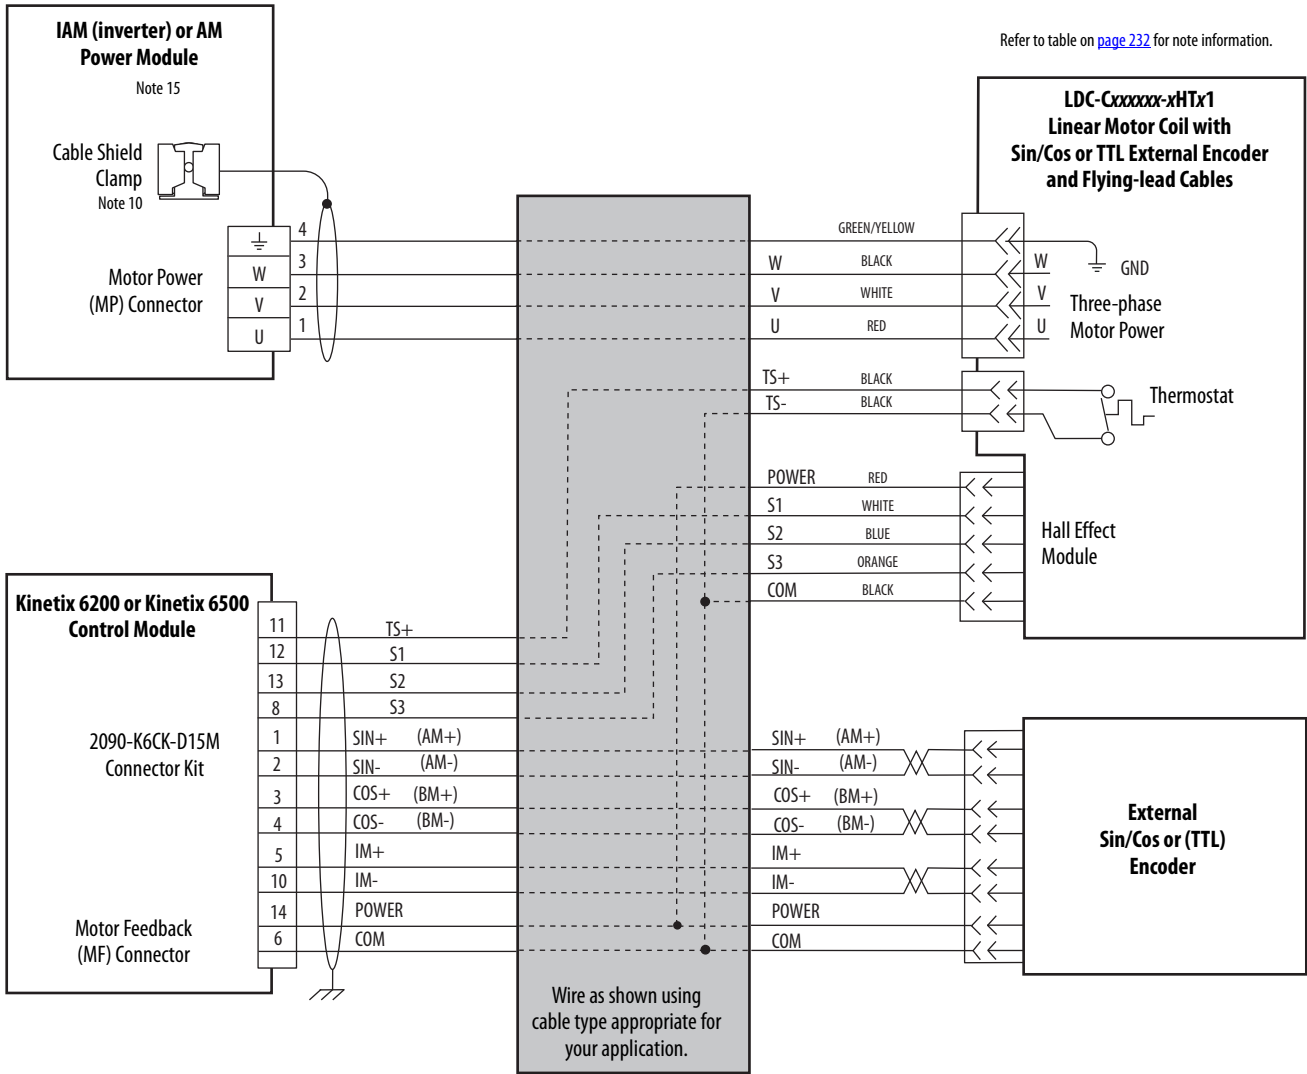 IAM (inverter) or AM
Power Module
Note 15
Cable Shield
Clamp
Note 10
Motor Power
(MP) Connector
W
V
U
4
3
2
1
Refer to table on page 232 for note information.
LDC-Cxxxxxx-xHTx1
Linear Motor Coil with
Sin/Cos or TTL External Encoder
and Flying-lead Cables
GREEN/YELLOW
W BLACK
V WHITE
U RED
W
V
U
GND
Three-phase
Motor Power
TS+ BLACK
TS- BLACK
Thermostat
POWER RED
S1 WHITE
S2 BLUE
S3 ORANGE
COM BLACK
Hall Effect
Module
Kinetix 6200 or Kinetix 6500
Control Module
2090-K6CK-D15M
Connector Kit
Motor Feedback
(MF) Connector
11 TS+
12 S1
13 S2
8 S3
1 SIN+ (AM+)
2 SIN- (AM-)
3 COS+ (BM+)
4 COS- (BM-)
5 IM+
10 IM-
14 POWER
6 COM
SIN+ (AM+)
SIN- (AM-)
COS+ (BM+)
COS- (BM-)
IM+
IM-
POWER
COM
External
Sin/Cos or (TTL)
Encoder
Wire as shown using
cable type appropriate for
your application.